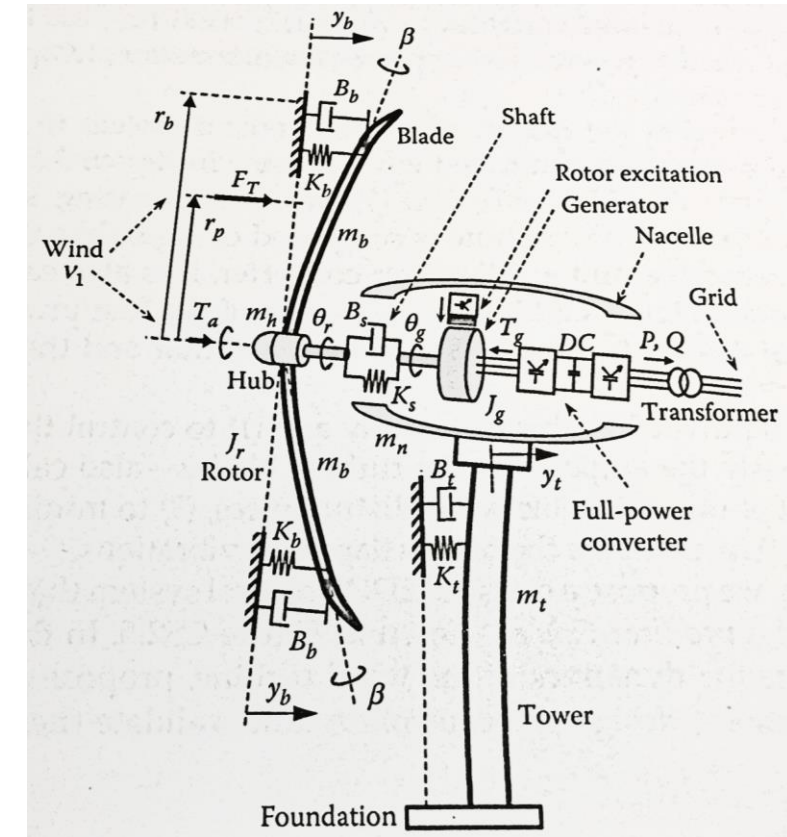 y_b
β
B_b
r_b
Blade
Shaft
K_b
F_T
r_p
Rotor excitation
Generator
Nacelle
m_b
Wind
v_1
Grid
T_a
m_h
θ_r
B_s
θ_g
T_g
DC
P, Q
Hub
K_s
J_g
Transformer
m_n
J_r
Rotor
m_b
B_t
y_t
Full-power
converter
K_b
K_t
m_t
B_b
y_b
β
Tower
Foundation